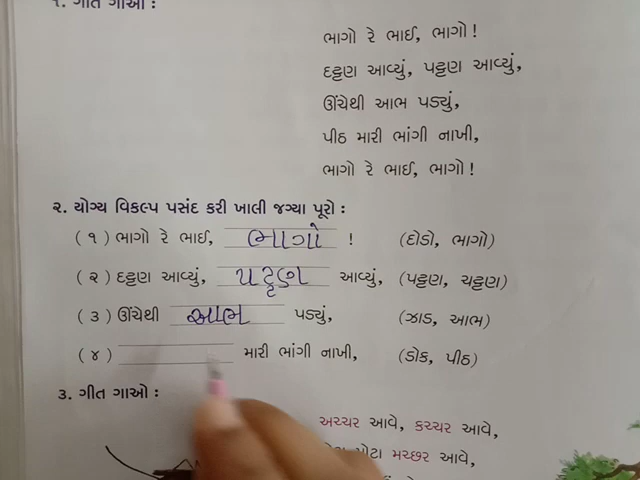 ૧. ગીત ગાઓ :
ભાગો રે ભાઈ, ભાગો !
દટ્ટણ આવ્યું, પટ્ટણ આવ્યું,
ઊંચેથી આભ પડ્યું,
પીઠ મારી ભાંગી નાખી,
ભાગો રે ભાઈ, ભાગો !
૨. યોગ્ય વિકલ્પ પસંદ કરી ખાલી જગ્યા પૂરો :
( ૧ ) ભાગો રે ભાઈ, ભાગો ! (દોડો, ભાગો)
( ૨ ) દટ્ટણ આવ્યું, પટ્ટણ આવ્યું, (પટ્ટણ, ચટ્ટણ)
( ૩ ) ઊંચેથી આભ પડ્યું, (ઝાડ, આભ)
( ૪ ) મારી ભાંગી નાખી, (ડોક, પીઠ)
૩. ગીત ગાઓ :
અચ્ચર આવે, કચ્ચર આવે,
મોટા મચ્છર આવે,